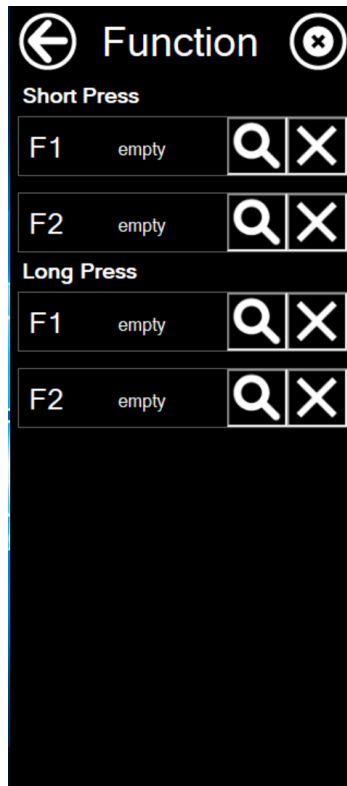 Function
Short Press
F1 empty
F2 empty
Long Press
F1 empty
F2 empty